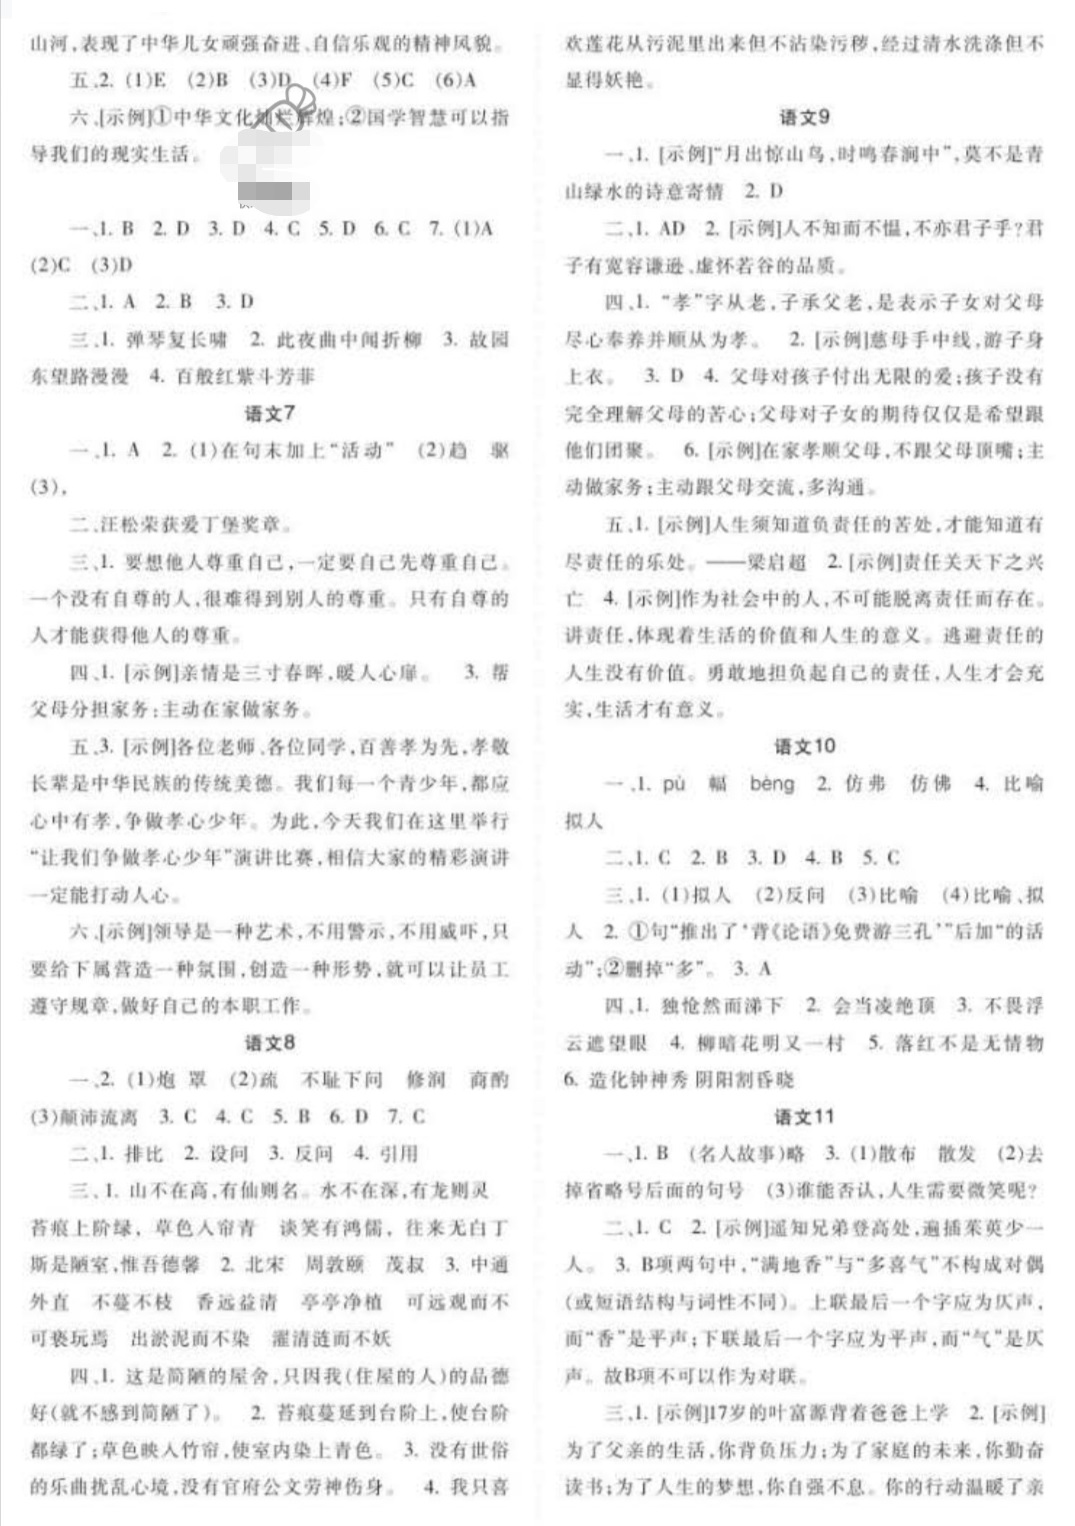 山河,表现了中华儿女顽强奋进、自信乐观的精神风貌。
五、2. (1)E (2)B (3)D (4)F (5)C (6)A
六、[示例]①中华文化灿烂辉煌;②国学智慧可以指
导我们的现实生活。
一、1. B 2. D 3. D 4. C 5. D 6. C 7. (1)A
(2)C (3)D
二、1. A 2. B 3. D
三、1. 弹琴复长啸 2. 此夜曲中闻折柳 3. 故园
东望路漫漫 4. 百般红紫斗芳菲
语文7
一、1. A 2. (1)在句末加上“活动” (2)趋 驱
(3),
二、汪松荣获爱丁堡奖章。
三、1. 要想他人尊重自己,一定要自己先尊重自己。
一个没有自尊的人,很难得到别人的尊重。只有自尊的
人才能获得他人的尊重。
四、1. [示例]亲情是三寸春晖,暖人心扉。 3. 帮
父母分担家务;主动在家做家务。
五、3. [示例]各位老师、各位同学,百善孝为先,孝敬
长辈是中华民族的传统美德。我们每一个青少年,都应
心中有孝,争做孝心少年。为此,今天我们在这里举行
“让我们争做孝心少年”演讲比赛,相信大家的精彩演讲
一定能打动人心。
六、[示例]领导是一种艺术,不用警示,不用威吓,只
要给下属营造一种氛围,创造一种形势,就可以让员工
遵守规章,做好自己的本职工作。
语文8
一、2. (1)炮 罩 (2)疏 不耻下问 修润 商酌
(3)颠沛流离 3. C 4. C 5. B 6. D 7. C
二、1. 排比 2. 设问 3. 反问 4. 引用
三、1. 山不在高,有仙则名。水不在深,有龙则灵
苔痕上阶绿, 草色入帘青 谈笑有鸿儒, 往来无白丁
斯是陋室,惟吾德馨 2. 北宋 周敦颐 茂叔 3. 中通
外直 不蔓不枝 香远益清 亭亭净植 可远观而不
可亵玩焉 出淤泥而不染 濯清涟而不妖
四、1. 这是简陋的屋舍,只因我(住屋的人)的品德
好(就不感到简陋了)。 2. 苔痕蔓延到台阶上,使台阶
都绿了;草色映入竹帘,使室内染上青色。 3. 没有世俗
的乐曲扰乱心境,没有官府公文劳神伤身。 4. 我只喜
欢莲花从污泥里出来但不沾染污秽,经过清水洗涤但不
显得妖艳。
语文9
一、1. [示例]“月出惊山鸟,时鸣春涧中”,莫不是青
山绿水的诗意寄情 2. D
二、1. AD 2. [示例]人不知而不愠,不亦君子乎?君
子有宽容谦逊、虚怀若谷的品质。
四、1. “孝”字从老,子承父老,是表示子女对父母
尽心奉养并顺从为孝。 2. [示例]慈母手中线,游子身
上衣。 3. D 4. 父母对孩子付出无限的爱;孩子没有
完全理解父母的苦心;父母对子女的期待仅仅是希望跟
他们团聚。 6. [示例]在家孝顺父母,不跟父母顶嘴;主
动做家务;主动跟父母交流,多沟通。
五、1. [示例]人生须知道负责任的苦处,才能知道有
尽责任的乐处。——梁启超 2. [示例]责任关天下之兴
亡 4. [示例]作为社会中的人,不可能脱离责任而存在。
讲责任,体现着生活的价值和人生的意义。逃避责任的
人生没有价值。勇敢地担负起自己的责任,人生才会充
实,生活才有意义。
语文10
一、1. pù 幅 bèng 2. 仿弗 仿佛 4. 比喻
拟人
二、1. C 2. B 3. D 4. B 5. C
三、1. (1)拟人 (2)反问 (3)比喻 (4)比喻、拟
人 2. ①句“推出了‘背《论语》免费游三孔’”后加“的活
动”;②删掉“多”。 3. A
四、1. 独怆然而涕下 2. 会当凌绝顶 3. 不畏浮
云遮望眼 4. 柳暗花明又一村 5. 落红不是无情物
6. 造化钟神秀 阴阳割昏晓
语文11
一、1. B (名人故事)略 3. (1)散布 散发 (2)去
掉省略号后面的句号 (3)谁能否认,人生需要微笑呢?
二、1. C 2. [示例]遥知兄弟登高处,遍插茱萸少一
人。 3. B项两句中,“满地香”与“多喜气”不构成对偶
(或短语结构与词性不同)。上联最后一个字应为仄声,
而“香”是平声;下联最后一个字应为平声,而“气”是仄
声。故B项不可以作为对联。
三、1. [示例]17岁的叶富源背着爸爸上学 2. [示例]
为了父亲的生活,你背负压力;为了家庭的未来,你勤奋
读书;为了人生的梦想,你自强不息。你的行动温暖了亲